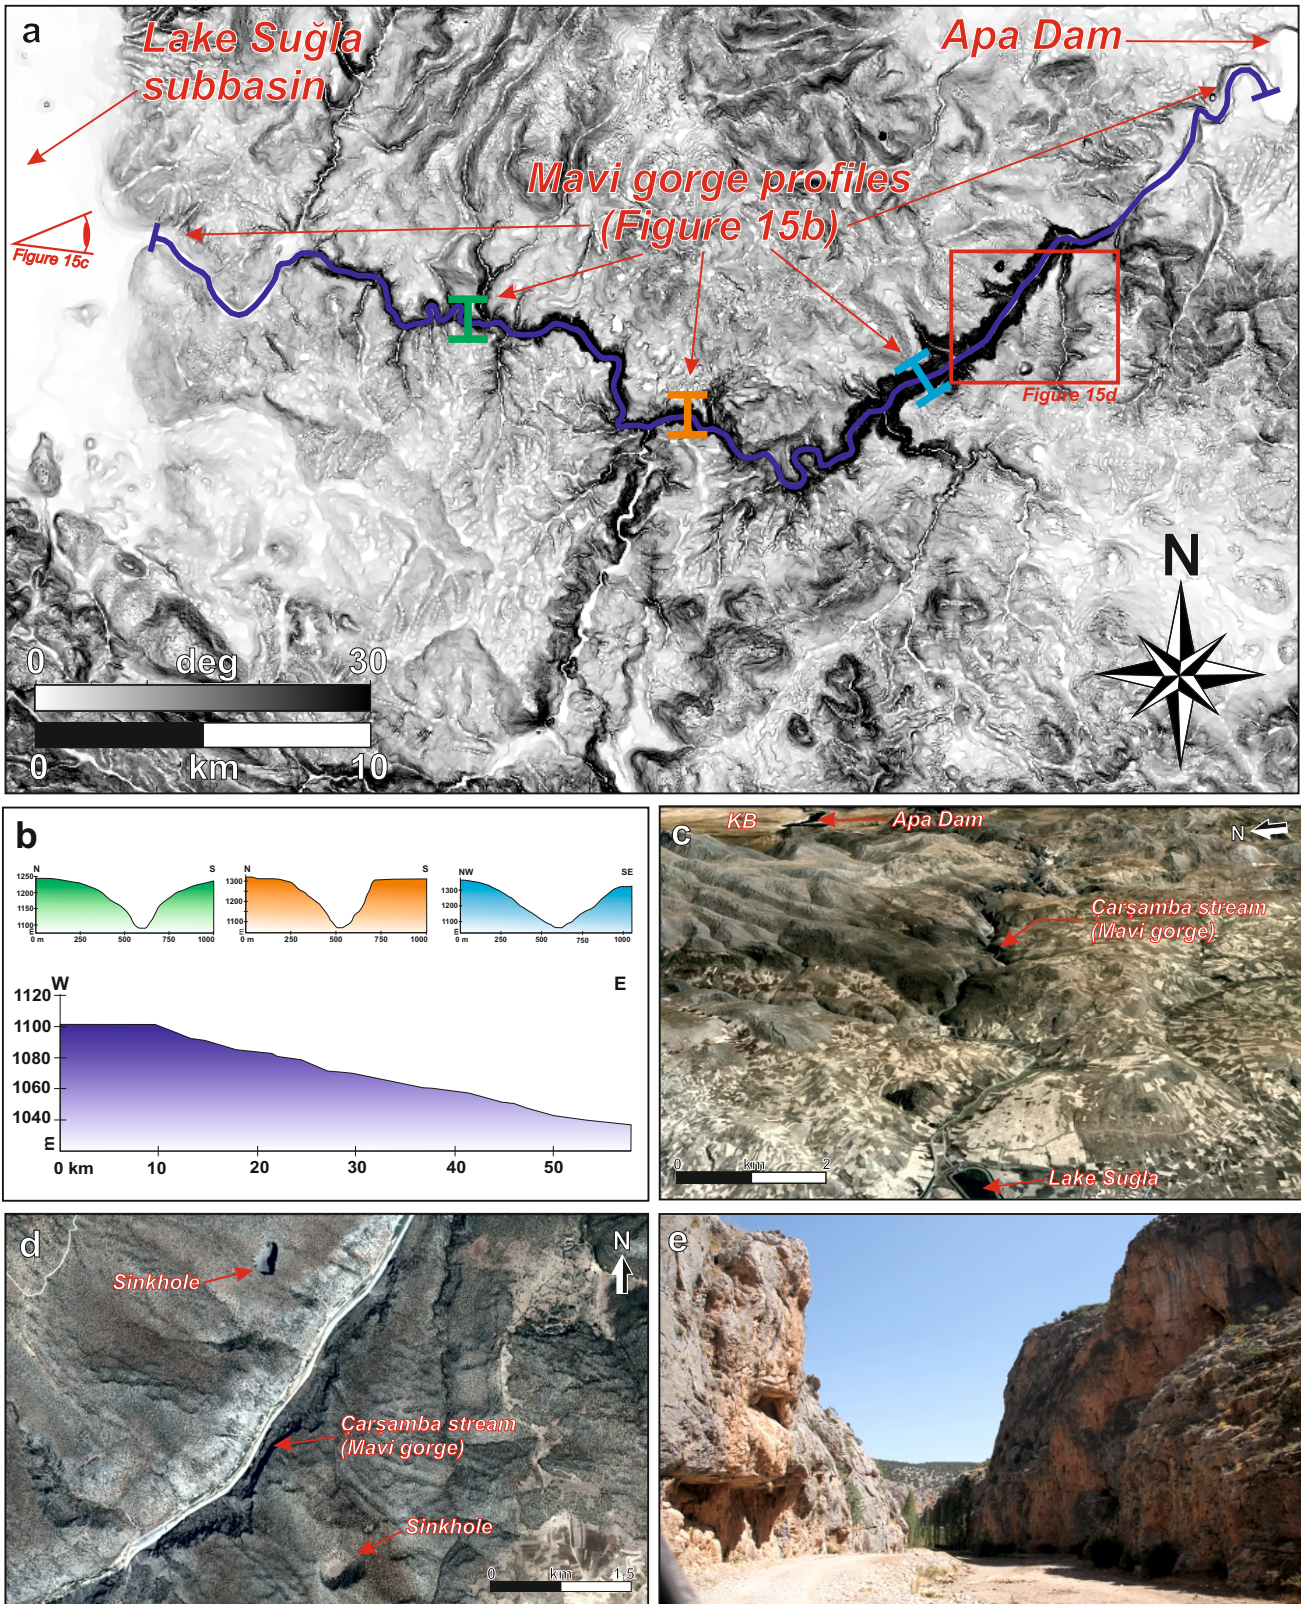 a
Lake Suğla
subbasin
Apa Dam
Mavi gorge profiles
(Figure 15b)
Figure 15c
Figure 15d
N
0 deg 30
0 km 10
b
N S
1250
1200
1150
1100
E
0 m 250 500 750 1000
N S
1300
1200
1100
E
0 m 250 500 750 1000
NW SE
1300
1200
1100
E
0 m 250 500 750 1000
W E
1120
1100
1080
1060
1040
m
0 km 10 20 30 40 50
c
KB
Apa Dam
N
Çarşamba stream
(Mavi gorge)
0 km 2
Lake Suğla
d
N
Sinkhole
Çarşamba stream
(Mavi gorge)
Sinkhole
0 km 1,5
e